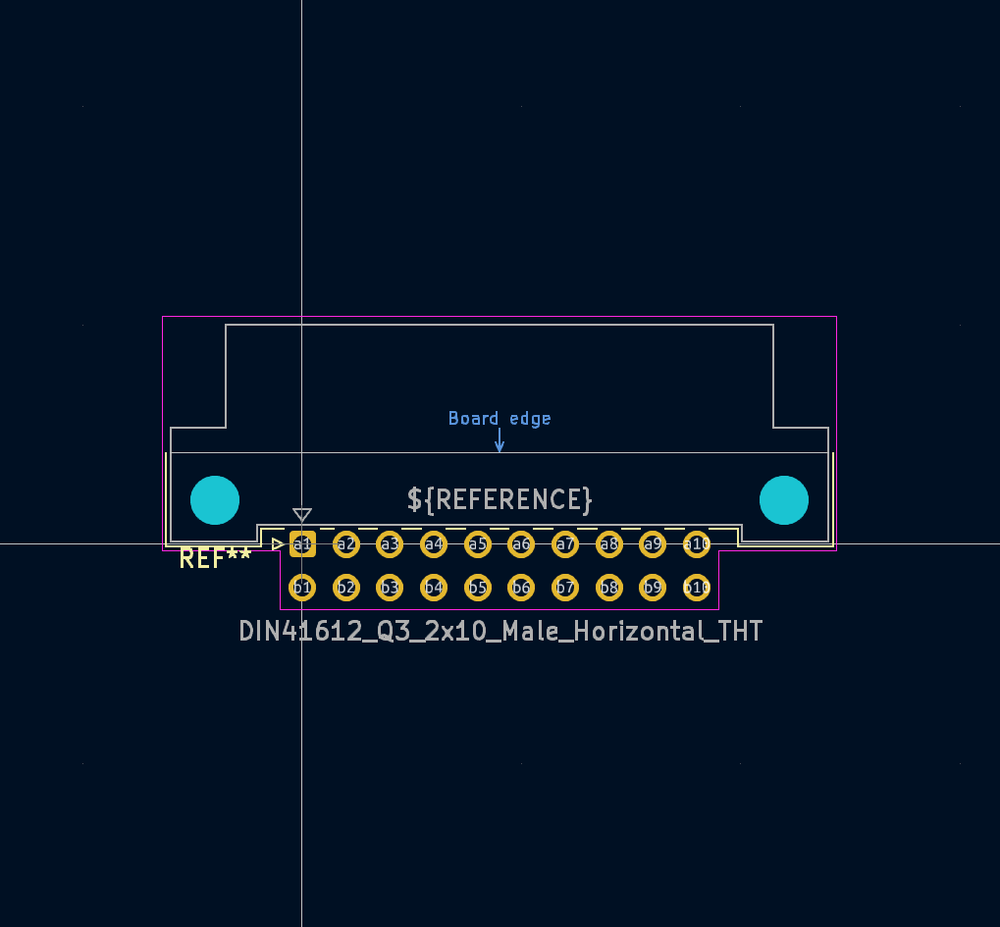 Board edge
${REFERENCE}
REF**
a1 a2 a3 a4 a5 a6 a7 a8 a9 a10
b1 b2 b3 b4 b5 b6 b7 b8 b9 b10
DIN41612_Q3_2x10_Male_Horizontal_THT